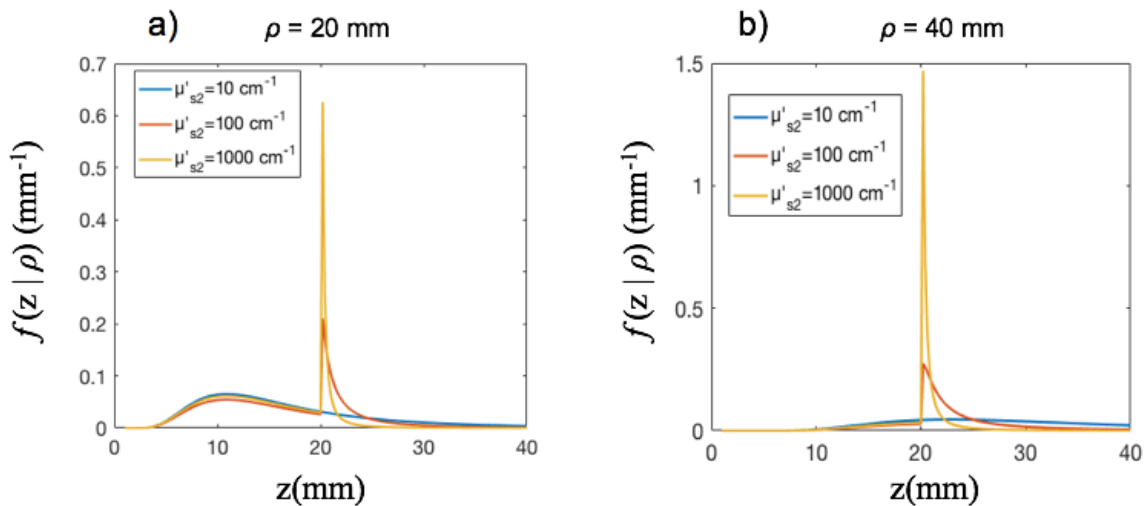 a) ρ = 20 mm
f (z | ρ) (mm⁻¹)
0.7
0.6
0.5
0.4
0.3
0.2
0.1
0
μ's2=10 cm⁻¹
μ's2=100 cm⁻¹
μ's2=1000 cm⁻¹
0 10 20 30 40
z(mm)
b) ρ = 40 mm
f (z | ρ) (mm⁻¹)
1.5
1
0.5
0
μ's2=10 cm⁻¹
μ's2=100 cm⁻¹
μ's2=1000 cm⁻¹
0 10 20 30 40
z(mm)